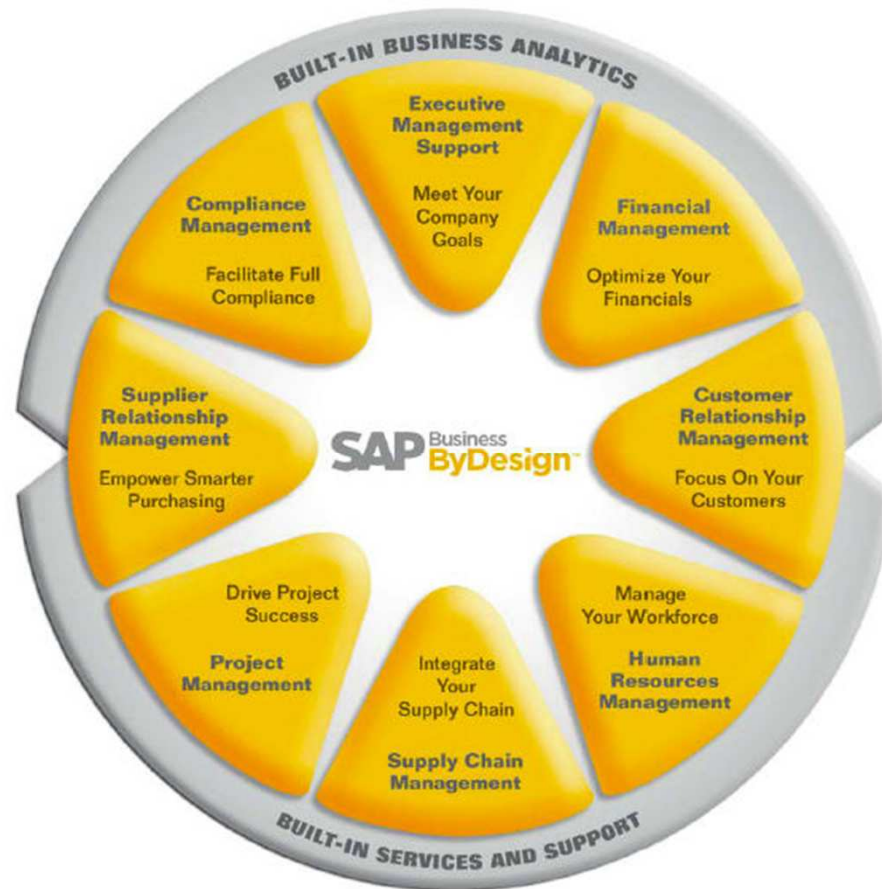 BUILT-IN BUSINESS ANALYTICS
Executive
Management
Support
Meet Your
Company
Goals
Financial
Management
Optimize Your
Financials
Customer
Relationship
Management
Focus On Your
Customers
Manage
Your Workforce
Human
Resources
Management
Integrate
Your
Supply Chain
Supply Chain
Management
Drive Project
Success
Project
Management
Supplier
Relationship
Management
Empower Smarter
Purchasing
Compliance
Management
Facilitate Full
Compliance
SAP Business
ByDesign™
BUILT-IN SERVICES AND SUPPORT